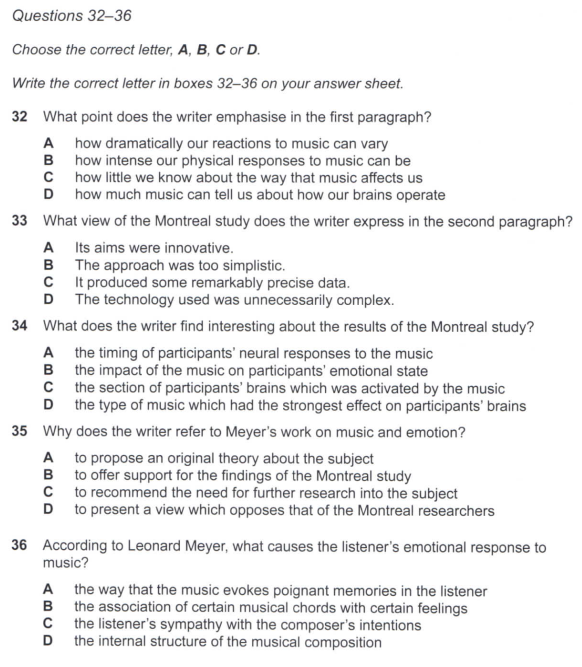 Questions 32–36
Choose the correct letter, A, B, C or D.
Write the correct letter in boxes 32–36 on your answer sheet.
32 What point does the writer emphasise in the first paragraph?
A how dramatically our reactions to music can vary
B how intense our physical responses to music can be
C how little we know about the way that music affects us
D how much music can tell us about how our brains operate
33 What view of the Montreal study does the writer express in the second paragraph?
A Its aims were innovative.
B The approach was too simplistic.
C It produced some remarkably precise data.
D The technology used was unnecessarily complex.
34 What does the writer find interesting about the results of the Montreal study?
A the timing of participants' neural responses to the music
B the impact of the music on participants' emotional state
C the section of participants' brains which was activated by the music
D the type of music which had the strongest effect on participants' brains
35 Why does the writer refer to Meyer's work on music and emotion?
A to propose an original theory about the subject
B to offer support for the findings of the Montreal study
C to recommend the need for further research into the subject
D to present a view which opposes that of the Montreal researchers
36 According to Leonard Meyer, what causes the listener's emotional response to
music?
A the way that the music evokes poignant memories in the listener
B the association of certain musical chords with certain feelings
C the listener's sympathy with the composer's intentions
D the internal structure of the musical composition